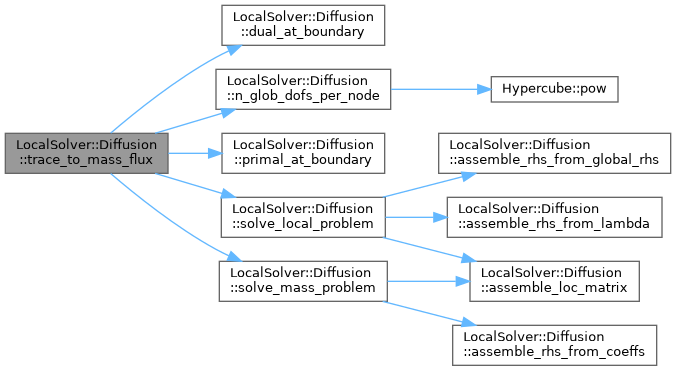 LocalSolver::Diffusion
::trace_to_mass_flux
LocalSolver::Diffusion
::dual_at_boundary
LocalSolver::Diffusion
::n_glob_dofs_per_node
Hypercube::pow
LocalSolver::Diffusion
::primal_at_boundary
LocalSolver::Diffusion
::solve_local_problem
LocalSolver::Diffusion
::assemble_rhs_from_global_rhs
LocalSolver::Diffusion
::assemble_rhs_from_lambda
LocalSolver::Diffusion
::assemble_loc_matrix
LocalSolver::Diffusion
::solve_mass_problem
LocalSolver::Diffusion
::assemble_rhs_from_coeffs